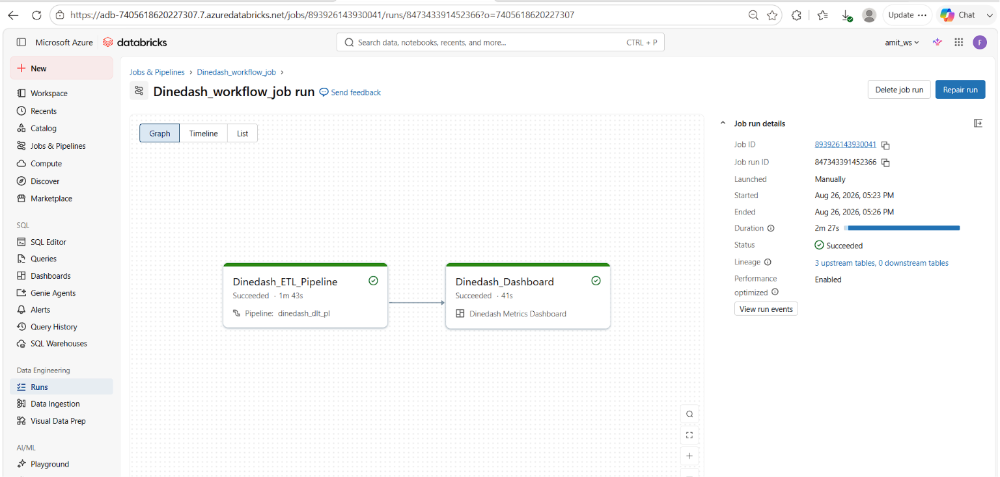 https://adb-7405618620227307.7.azuredatabricks.net/jobs/893926143930041/runs/847343391452366?o=7405618620227307
Update
Chat
Microsoft Azure
databricks
Search data, notebooks, recents, and more...
CTRL + P
amit_ws
F
New
Workspace
Recents
Catalog
Jobs & Pipelines
Compute
Discover
Marketplace
SQL
SQL Editor
Queries
Dashboards
Genie Agents
Alerts
Query History
SQL Warehouses
Data Engineering
Runs
Data Ingestion
Visual Data Prep
AI/ML
Playground
Jobs & Pipelines › Dinedash_workflow_job ›
Dinedash_workflow_job run
Send feedback
Delete job run
Repair run
Graph
Timeline
List
Dinedash_ETL_Pipeline
Succeeded · 1m 43s
Pipeline: dinedash_dlt_pl
Dinedash_Dashboard
Succeeded · 41s
Dinedash Metrics Dashboard
Job run details
Job ID 893926143930041
Job run ID 847343391452366
Launched Manually
Started Aug 26, 2026, 05:23 PM
Ended Aug 26, 2026, 05:26 PM
Duration 2m 27s
Status Succeeded
Lineage 3 upstream tables, 0 downstream tables
Performance Enabled
optimized
View run events